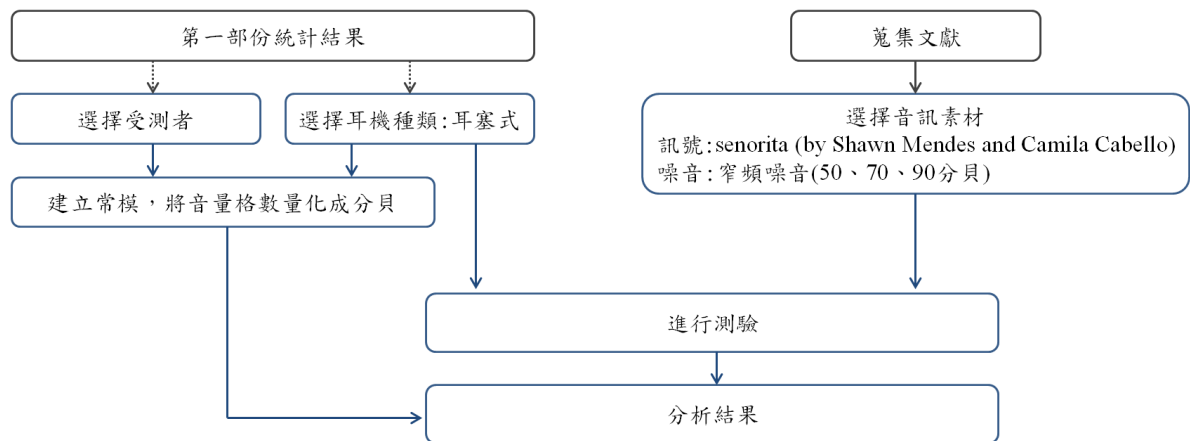 第一部份統計結果
蒐集文獻
選擇受測者
選擇耳機種類:耳塞式
選擇音訊素材
訊號:senorita (by Shawn Mendes and Camila Cabello)
噪音:窄頻噪音(50、70、90分貝)
建立常模，將音量格數量化成分貝
進行測驗
分析結果